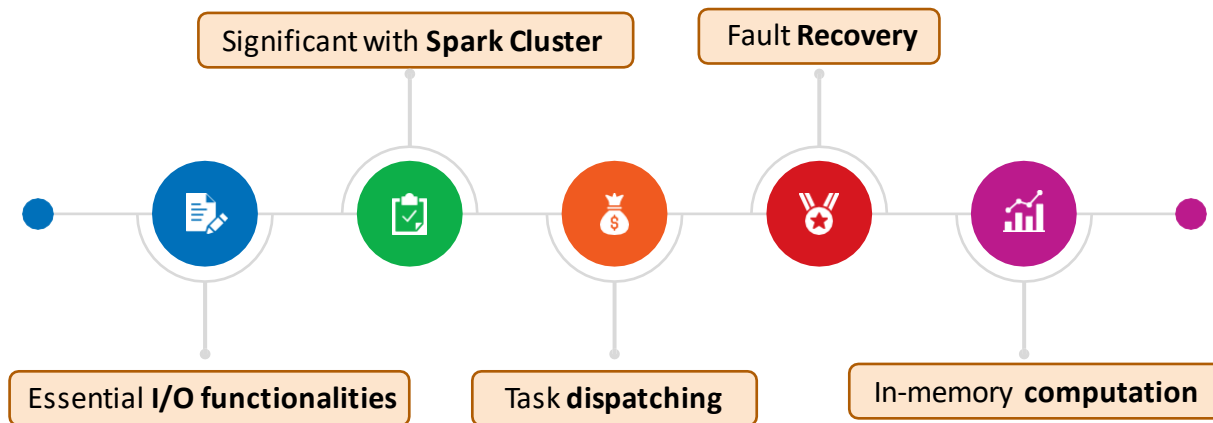 Significant with Spark Cluster
Fault Recovery
$
Essential I/O functionalities
Task dispatching
In-memory computation